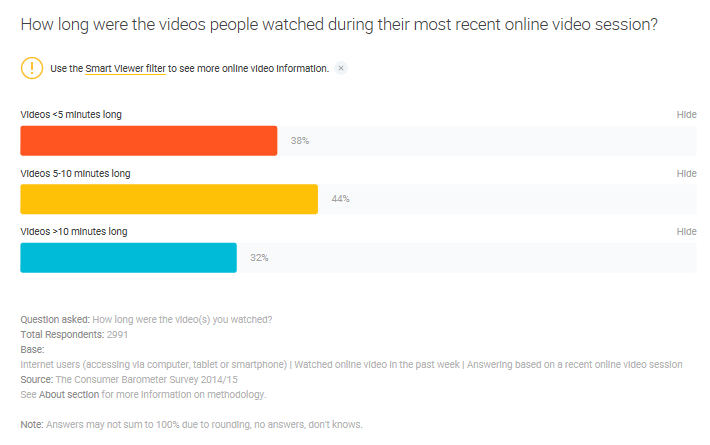 How long were the videos people watched during their most recent online video session?
! Use the Smart Viewer filter to see more online video information. ×
Videos <5 minutes long Hide
38%
Videos 5-10 minutes long Hide
44%
Videos >10 minutes long Hide
32%
Question asked: How long were the video(s) you watched?
Total Respondents: 2991
Base:
Internet users (accessing via computer, tablet or smartphone) | Watched online video in the past week | Answering based on a recent online video session
Source: The Consumer Barometer Survey 2014/15
See About section for more information on methodology.
Note: Answers may not sum to 100% due to rounding, no answers, don't knows.